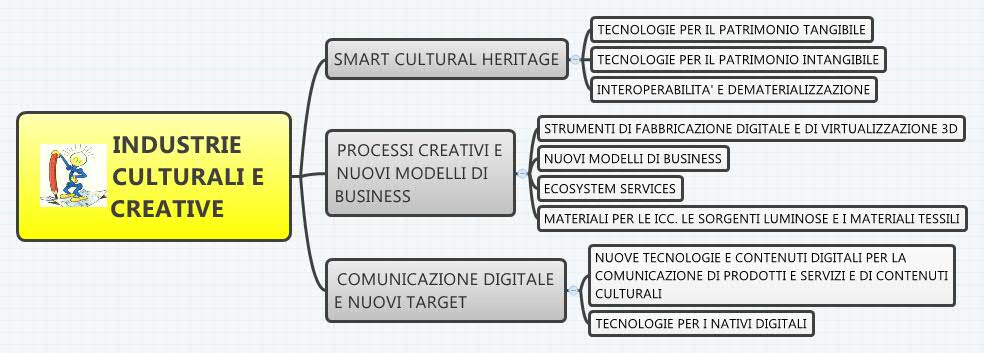 INDUSTRIE
CULTURALI E
CREATIVE
SMART CULTURAL HERITAGE
TECNOLOGIE PER IL PATRIMONIO TANGIBILE
TECNOLOGIE PER IL PATRIMONIO INTANGIBILE
INTEROPERABILITA' E DEMATERIALIZZAZIONE
PROCESSI CREATIVI E
NUOVI MODELLI DI
BUSINESS
STRUMENTI DI FABBRICAZIONE DIGITALE E DI VIRTUALIZZAZIONE 3D
NUOVI MODELLI DI BUSINESS
ECOSYSTEM SERVICES
MATERIALI PER LE ICC. LE SORGENTI LUMINOSE E I MATERIALI TESSILI
COMUNICAZIONE DIGITALE
E NUOVI TARGET
NUOVE TECNOLOGIE E CONTENUTI DIGITALI PER LA
COMUNICAZIONE DI PRODOTTI E SERVIZI E DI CONTENUTI
CULTURALI
TECNOLOGIE PER I NATIVI DIGITALI